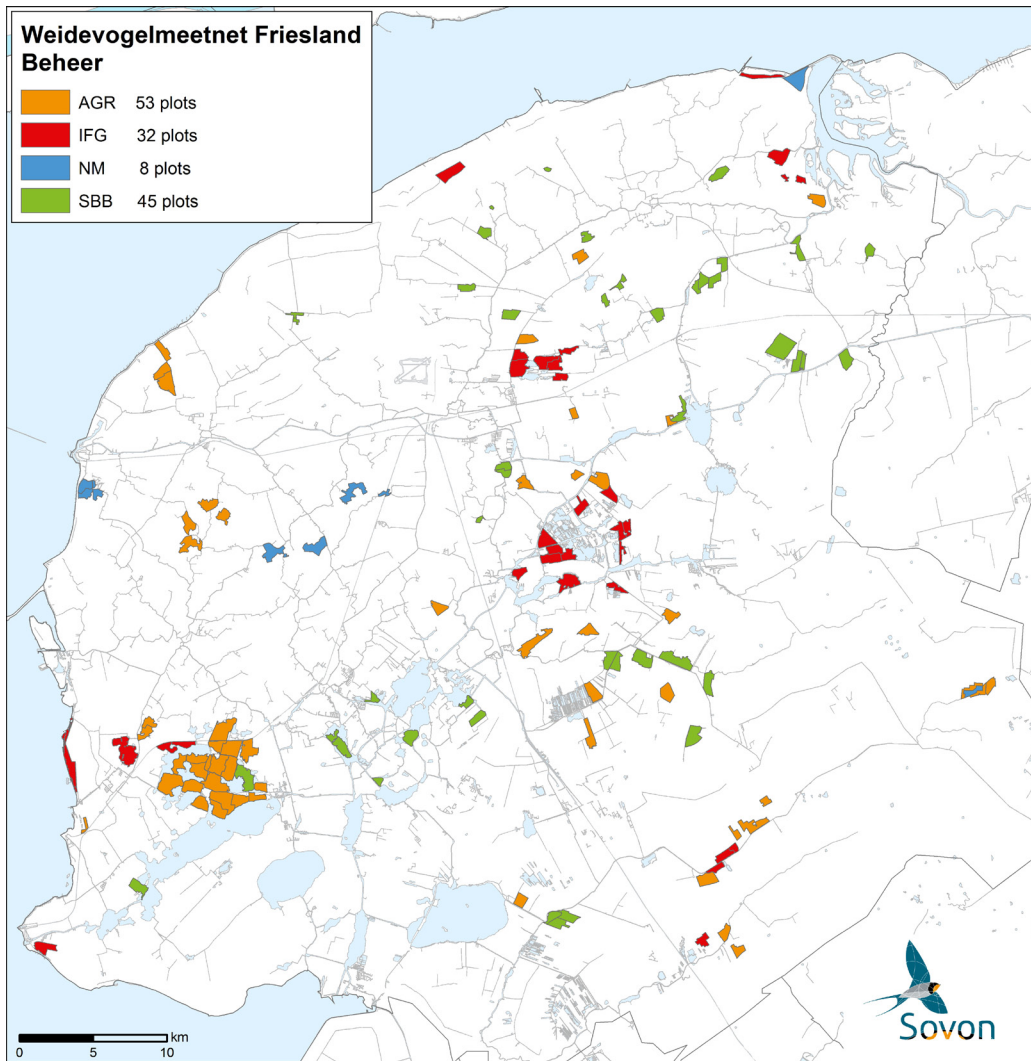 Weidevogelmeetnet Friesland
Beheer
AGR 53 plots
IFG 32 plots
NM 8 plots
SBB 45 plots
km
0 5 10
Sovon